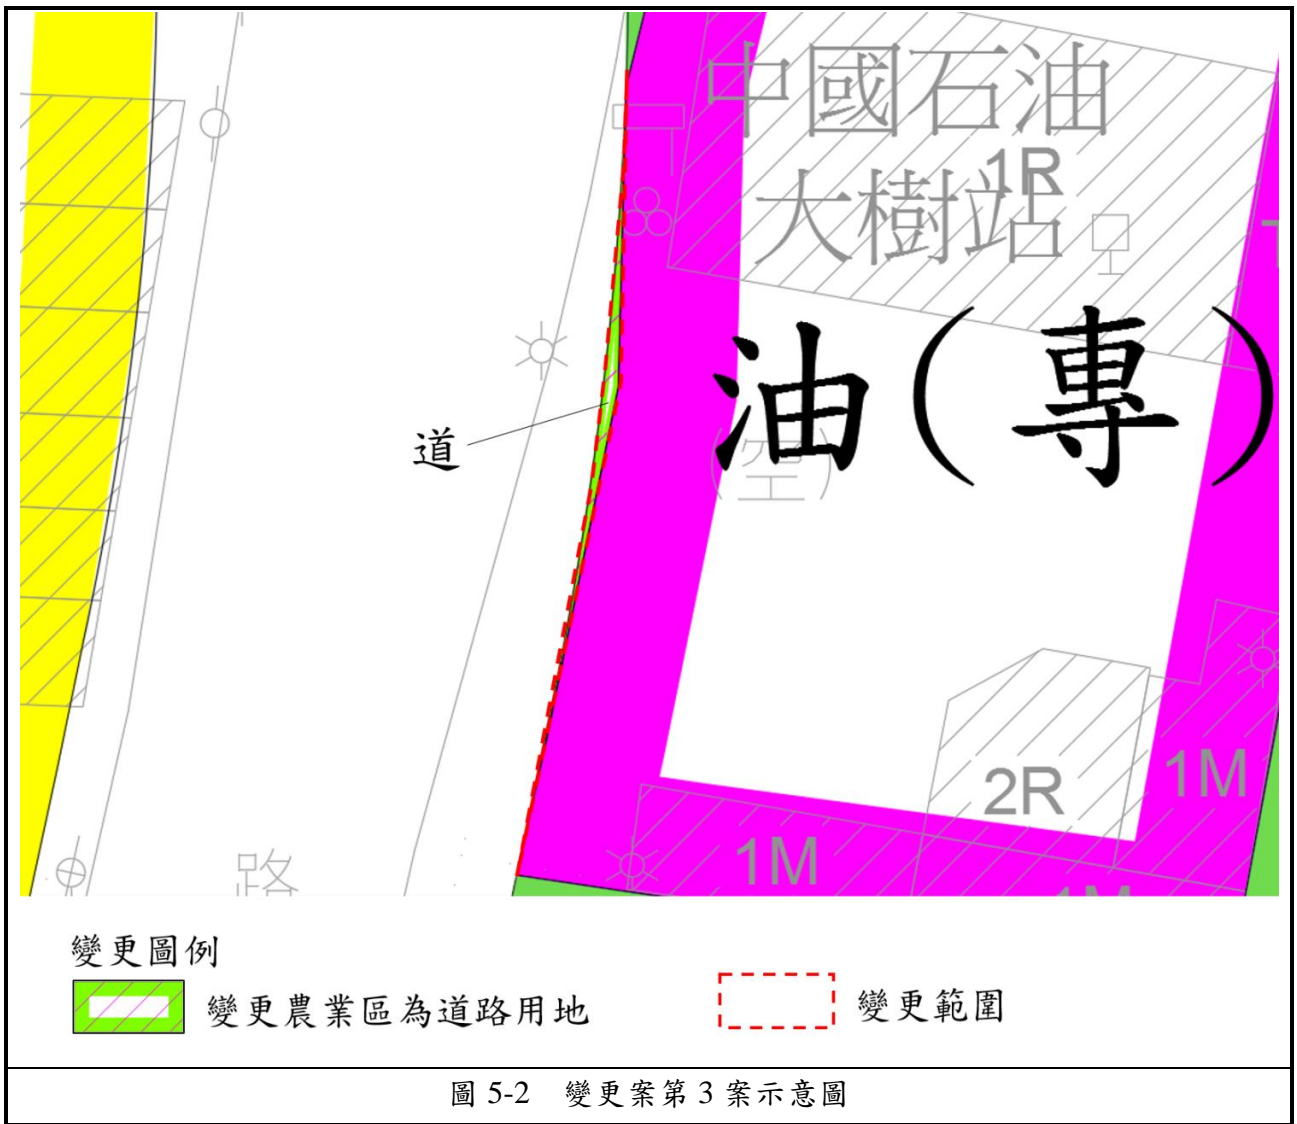 中國石油
1R
大樹站
油(專)
道
(空)
2R
1M
1M
1M
路
變更圖例
變更農業區為道路用地
變更範圍
圖 5-2 變更案第 3 案示意圖